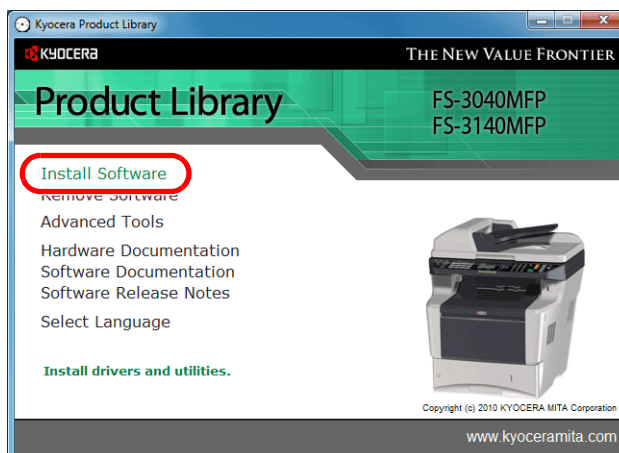 Kyocera Product Library
KYOCERA
THE NEW VALUE FRONTIER
Product Library
FS-3040MFP
FS-3140MFP
Install Software
Remove Software
Advanced Tools
Hardware Documentation
Software Documentation
Software Release Notes
Select Language
Install drivers and utilities.
Copyright (c) 2010 KYOCERA MITA Corporation
www.kyoceramita.com